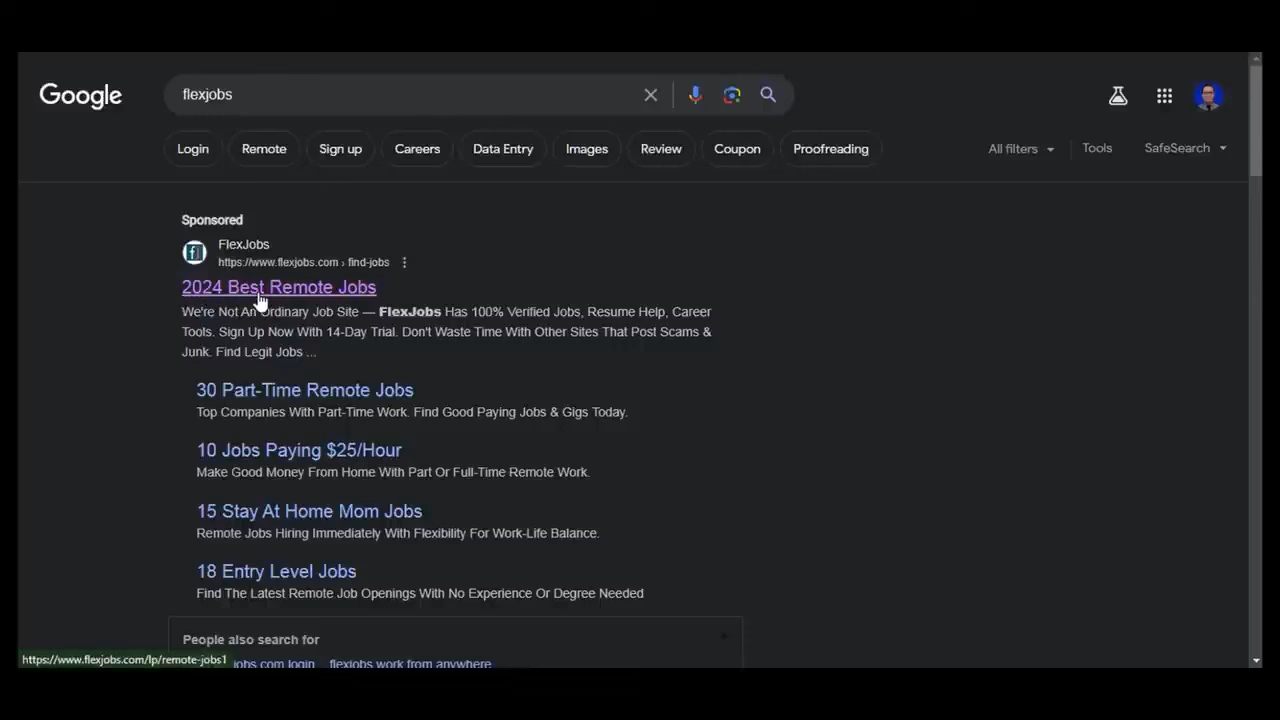 Google
flexjobs
Login
Remote
Sign up
Careers
Data Entry
Images
Review
Coupon
Proofreading
All filters
Tools
SafeSearch
Sponsored
FlexJobs
https://www.flexjobs.com › find-jobs
2024 Best Remote Jobs
We're Not An Ordinary Job Site — FlexJobs Has 100% Verified Jobs, Resume Help, Career
Tools. Sign Up Now With 14-Day Trial. Don't Waste Time With Other Sites That Post Scams &
Junk. Find Legit Jobs ...
30 Part-Time Remote Jobs
Top Companies With Part-Time Work. Find Good Paying Jobs & Gigs Today.
10 Jobs Paying $25/Hour
Make Good Money From Home With Part Or Full-Time Remote Work.
15 Stay At Home Mom Jobs
Remote Jobs Hiring Immediately With Flexibility For Work-Life Balance.
18 Entry Level Jobs
Find The Latest Remote Job Openings With No Experience Or Degree Needed
People also search for
jobs com login
flexjobs work from anywhere
https://www.flexjobs.com/lp/remote-jobs1